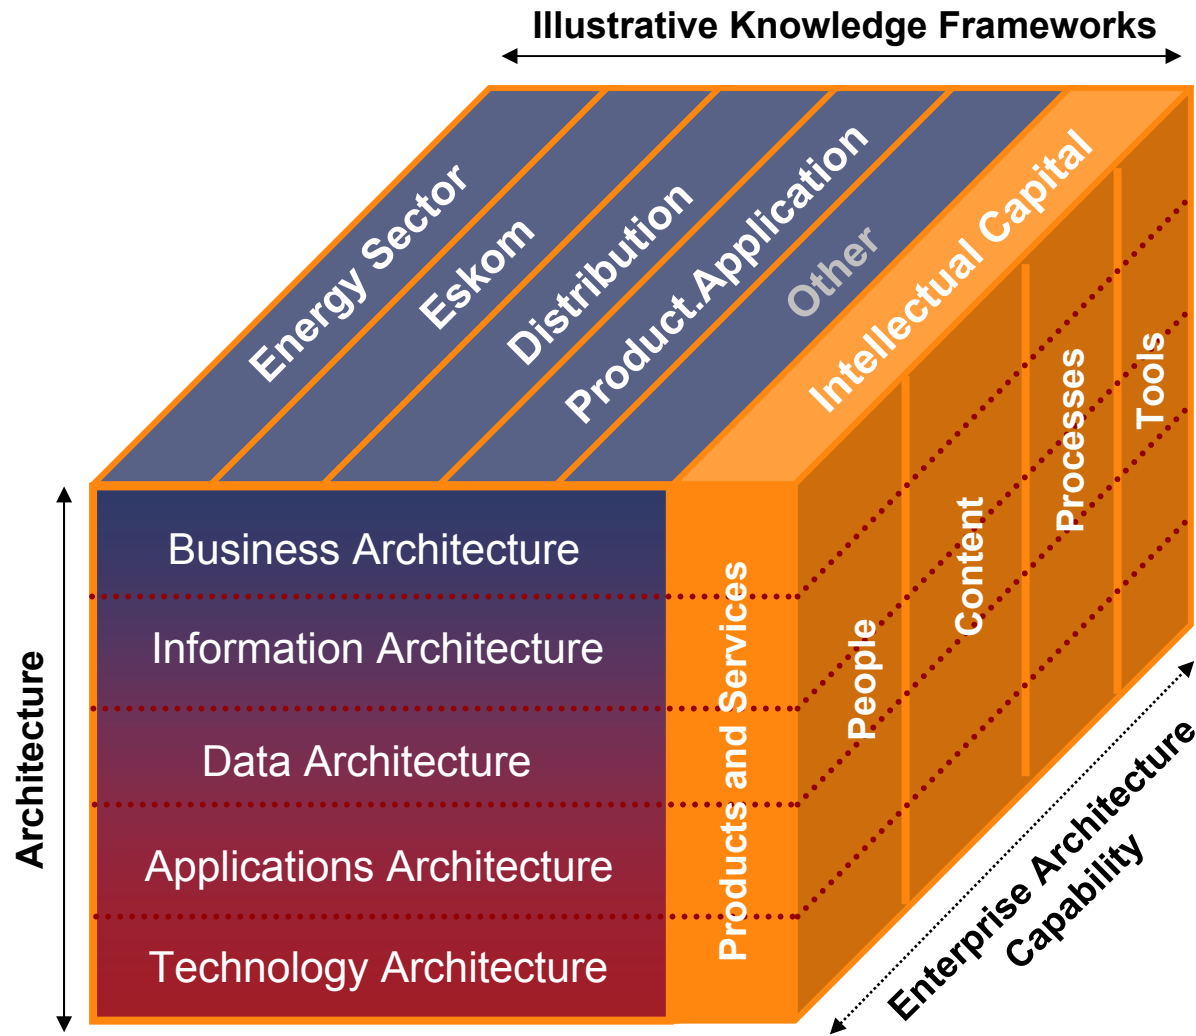 Illustrative Knowledge Frameworks
Energy Sector
Eskom
Distribution
Product.Application
Other
Intellectual Capital
Architecture
Business Architecture
Information Architecture
Data Architecture
Applications Architecture
Technology Architecture
Products and Services
People
Content
Processes
Tools
Enterprise Architecture
Capability